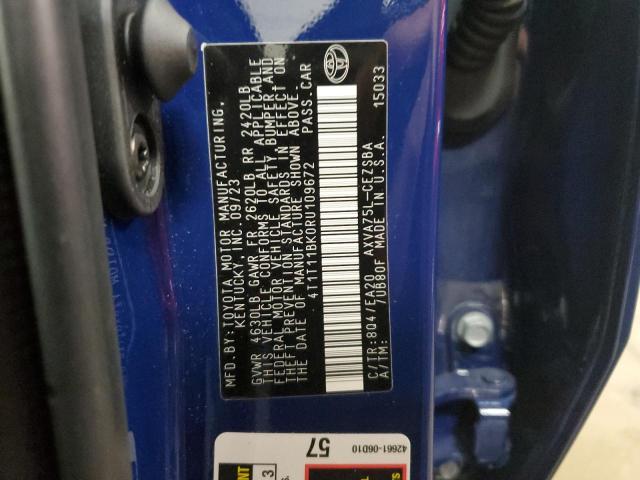 MFD.BY:TOYOTA MOTOR MANUFACTURING,
KENTUCKY, INC. 09/23
GVWR 4630LB GAWR FR 2620LB RR 2420LB
THIS VEHICLE CONFORMS TO ALL APPLICABLE
FEDERAL MOTOR VEHICLE SAFETY, BUMPER, AND
THEFT PREVENTION STANDARDS IN EFFECT ON
THE DATE OF MANUFACTURE SHOWN ABOVE.
4T1T11BK0RU109672 PASS.CAR
C/TR:8Q4/EA20 AXVA75L-CEZSBA 15033
A/TM: -/UB80F MADE IN U.S.A.
42661-06D10
57